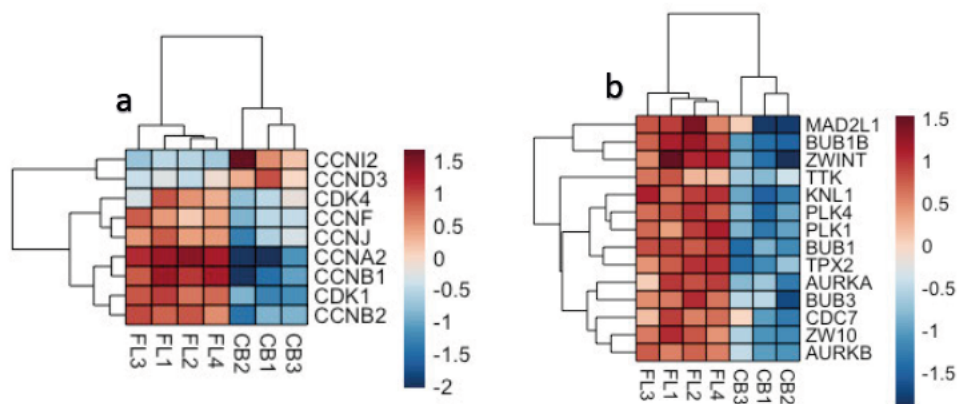 a
CCNI2
CCND3
CDK4
CCNF
CCNJ
CCNA2
CCNB1
CDK1
CCNB2
FL3 FL1 FL2 FL4 CB2 CB1 CB3
1.5
1
0.5
0
-0.5
-1
-1.5
-2
b
MAD2L1
BUB1B
ZWINT
TTK
KNL1
PLK4
PLK1
BUB1
TPX2
AURKA
BUB3
CDC7
ZW10
AURKB
FL3 FL1 FL2 FL4 CB3 CB1 CB2
1.5
1
0.5
0
-0.5
-1
-1.5